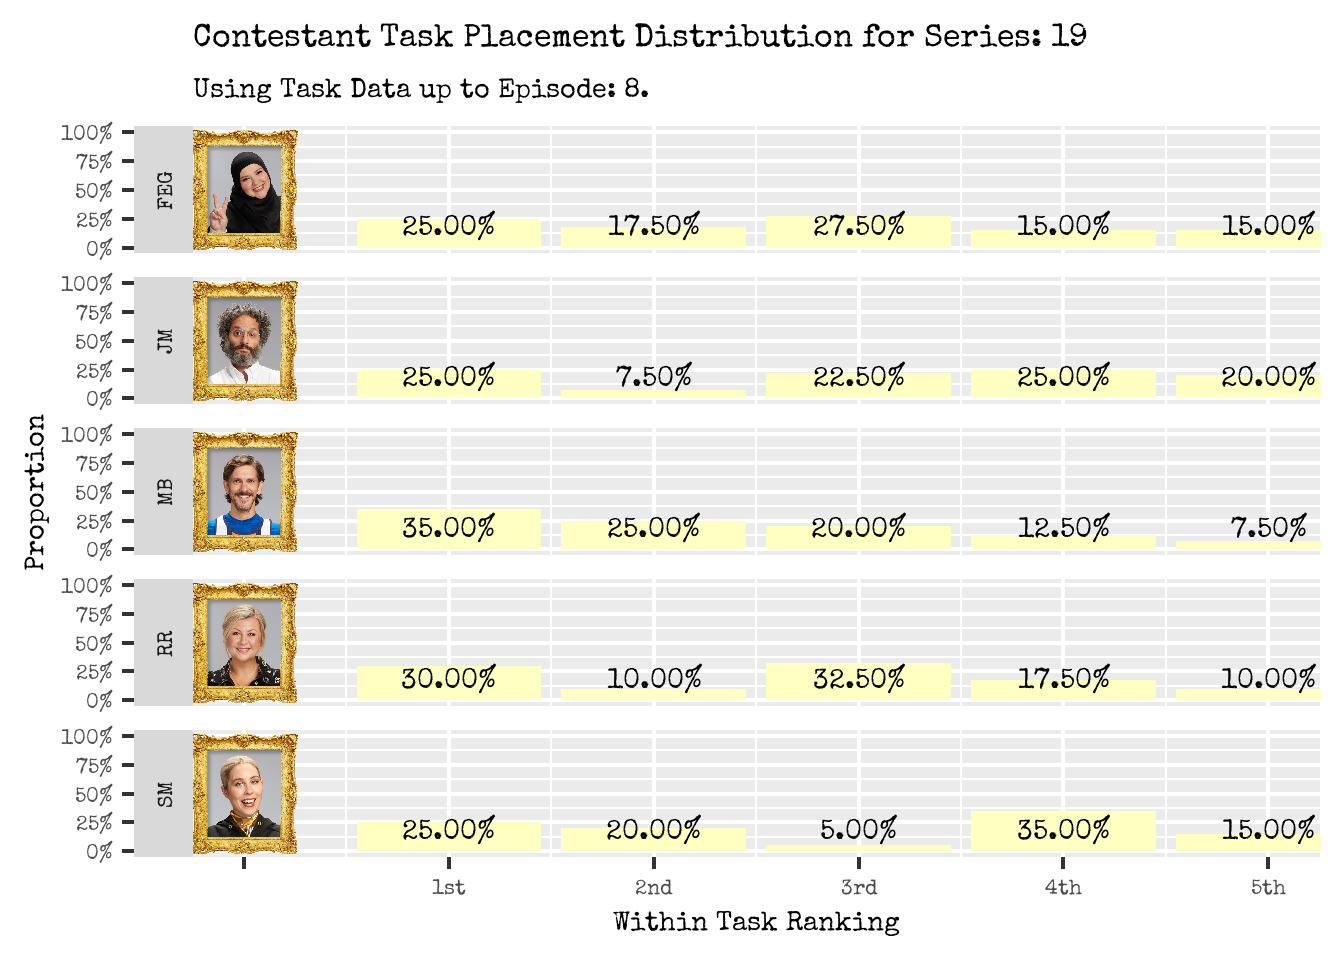 Contestant Task Placement Distribution for Series: 19
Using Task Data up to Episode: 8.
Proportion
100%
75%
50%
25%
0%
FEG
25.00% 17.50% 27.50% 15.00% 15.00%
100%
75%
50%
25%
0%
JM
25.00% 7.50% 22.50% 25.00% 20.00%
100%
75%
50%
25%
0%
MB
35.00% 25.00% 20.00% 12.50% 7.50%
100%
75%
50%
25%
0%
RR
30.00% 10.00% 32.50% 17.50% 10.00%
100%
75%
50%
25%
0%
SM
25.00% 20.00% 5.00% 35.00% 15.00%
1st 2nd 3rd 4th 5th
Within Task Ranking